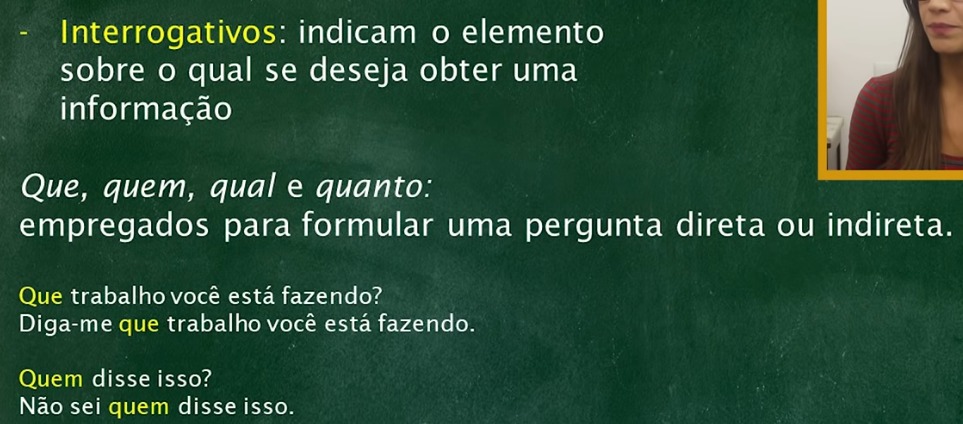 - Interrogativos: indicam o elemento
sobre o qual se deseja obter uma
informação
Que, quem, qual e quanto:
empregados para formular uma pergunta direta ou indireta.
Que trabalho você está fazendo?
Diga-me que trabalho você está fazendo.
Quem disse isso?
Não sei quem disse isso.